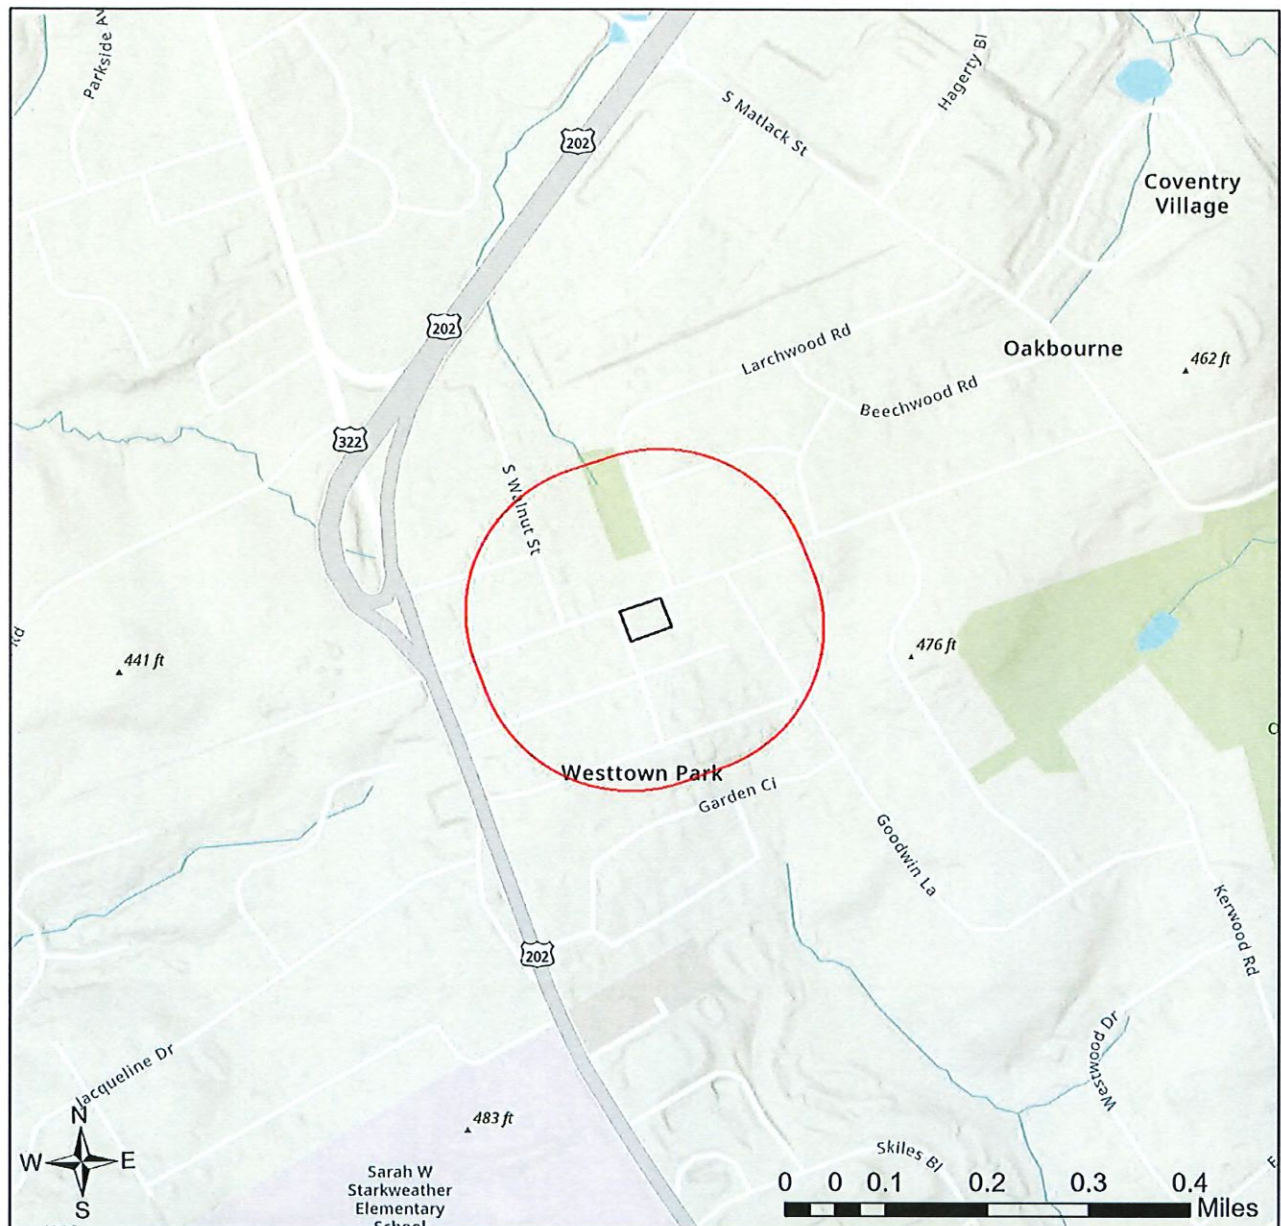 Parkside AV
Hagerty Bl
S Matlack St
202
Coventry
Village
202
Larchwood Rd
Oakbourne
462 ft
Beechwood Rd
322
S Walnut St
Rd
441 ft
476 ft
Westtown Park
Garden Ci
Goodwin La
Kerwood Rd
202
Westwood Dr
Jacqueline Dr
N
W
E
S
483 ft
Skiles Bl
Sarah W
Starkweather
Elementary
School
0 0 0.1 0.2 0.3 0.4
Miles